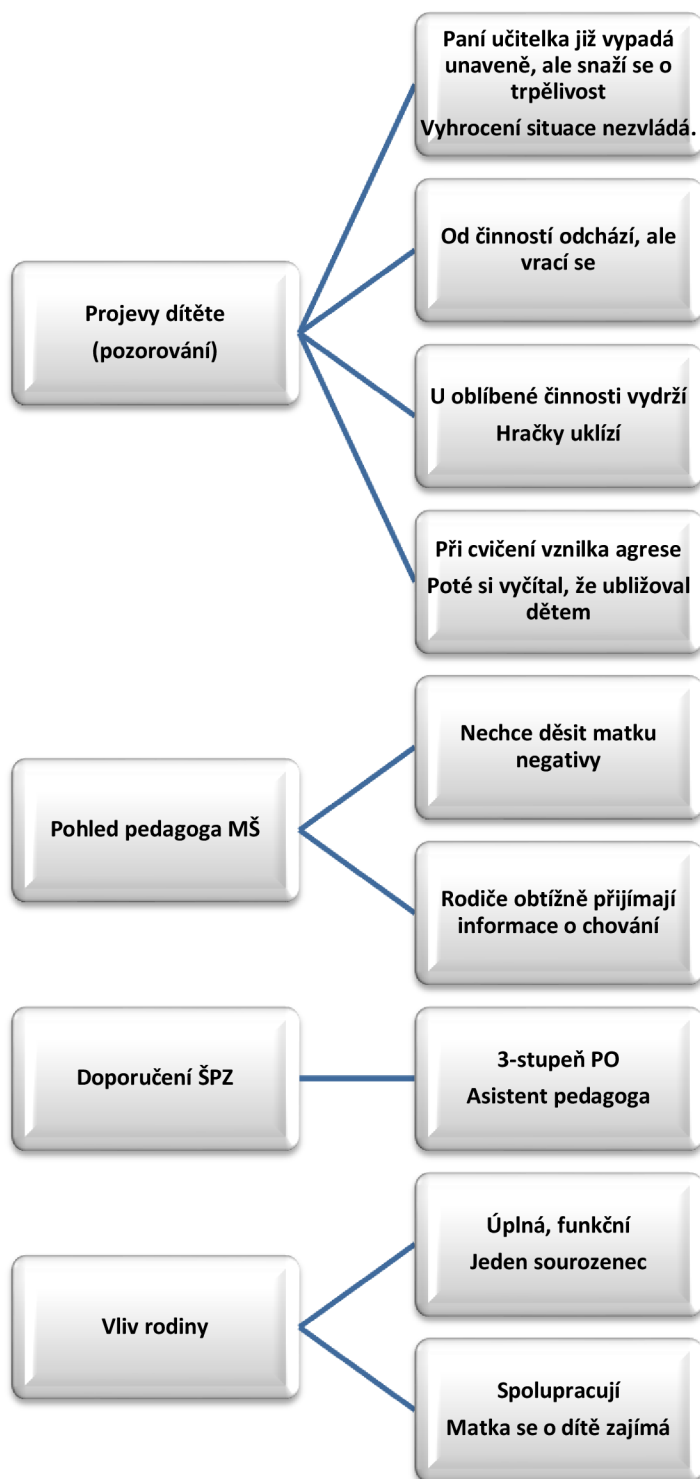 Projevy dítěte
(pozorování)
Paní učitelka již vypadá
unaveně, ale snaží se o
trpělivost
Vyhrocení situace nezvládá.
Od činností odchází, ale
vrací se
U oblíbené činnosti vydrží
Hračky uklízí
Při cvičení vznilka agrese
Poté si vyčítal, že ubližoval
dětem
Pohled pedagoga MŠ
Nechce děsit matku
negativy
Rodiče obtížně přijímají
informace o chování
Doporučení ŠPZ
3-stupeň PO
Asistent pedagoga
Vliv rodiny
Úplná, funkční
Jeden sourozenec
Spolupracují
Matka se o dítě zajímá